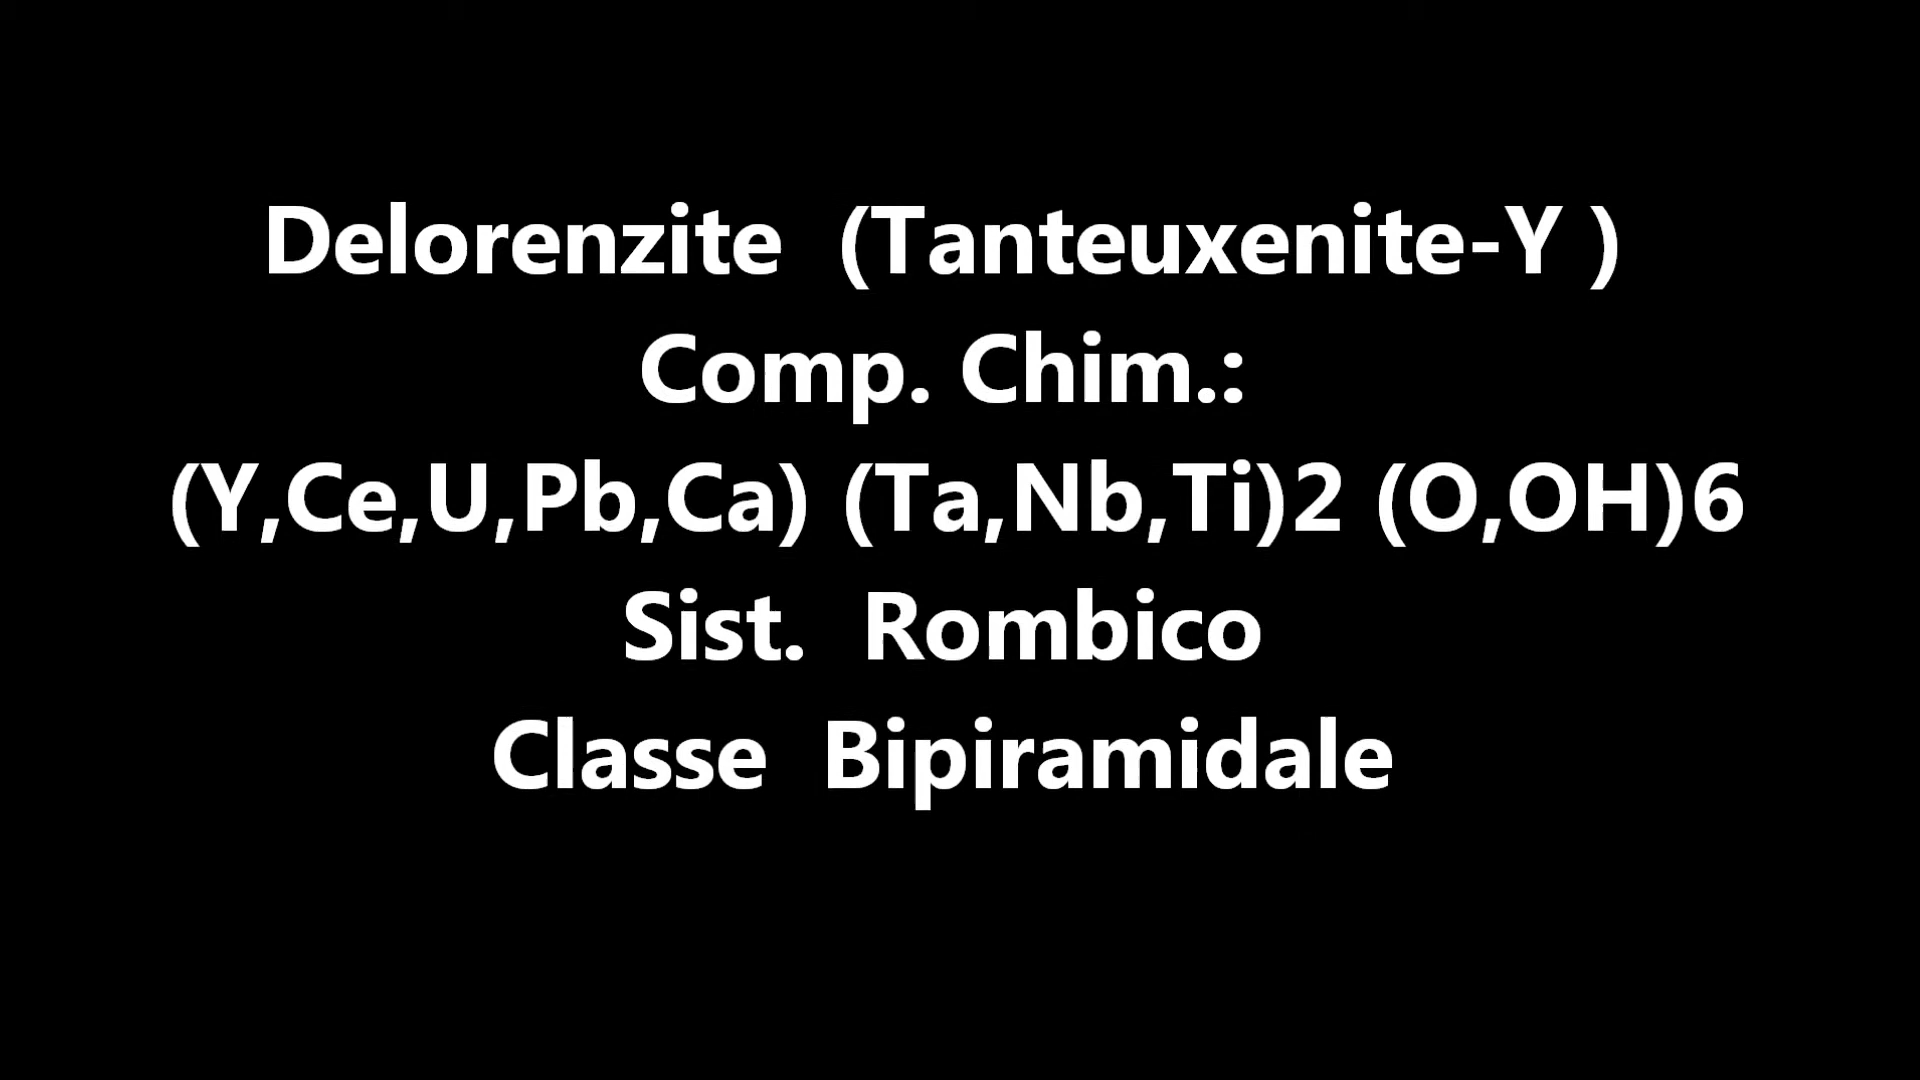 Delorenzite (Tanteuxenite-Y )
Comp. Chim.:
(Y,Ce,U,Pb,Ca) (Ta,Nb,Ti)2 (O,OH)6
Sist. Rombico
Classe Bipiramidale